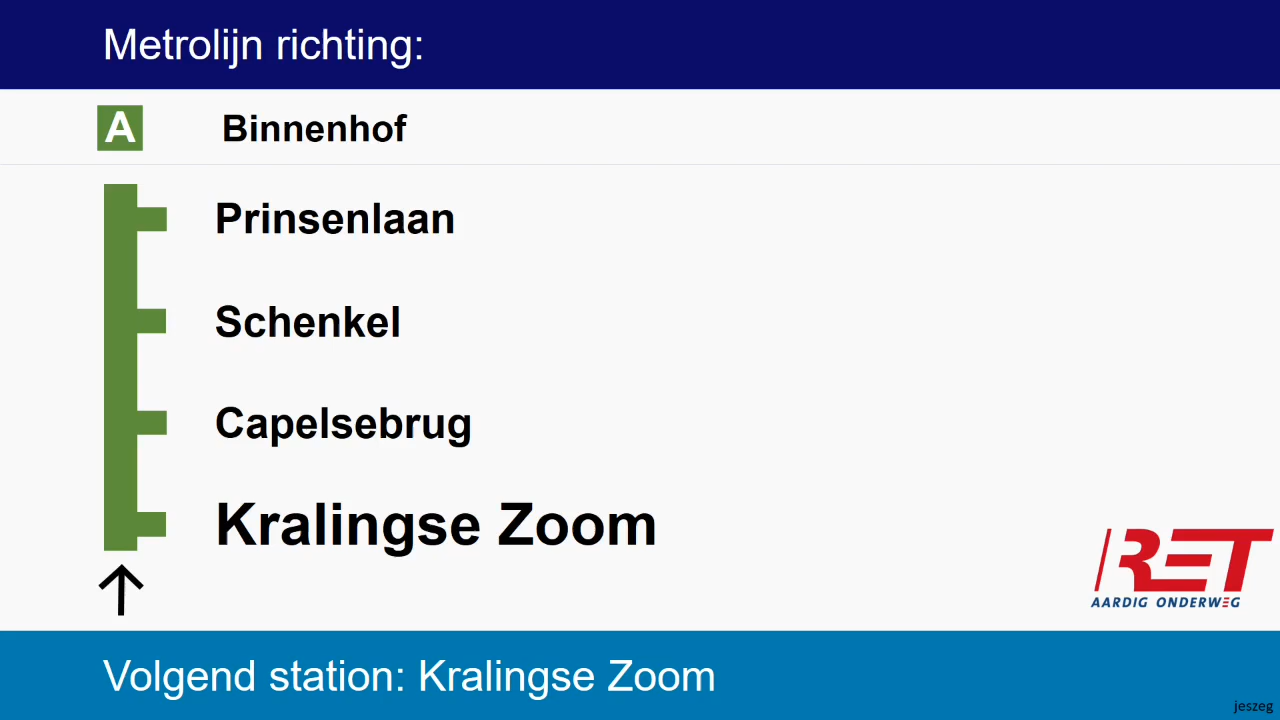 Metrolijn richting:
A Binnenhof
Prinsenlaan
Schenkel
Capelsebrug
Kralingse Zoom
RET
AARDIG ONDERWEG
Volgend station: Kralingse Zoom
jeszeg